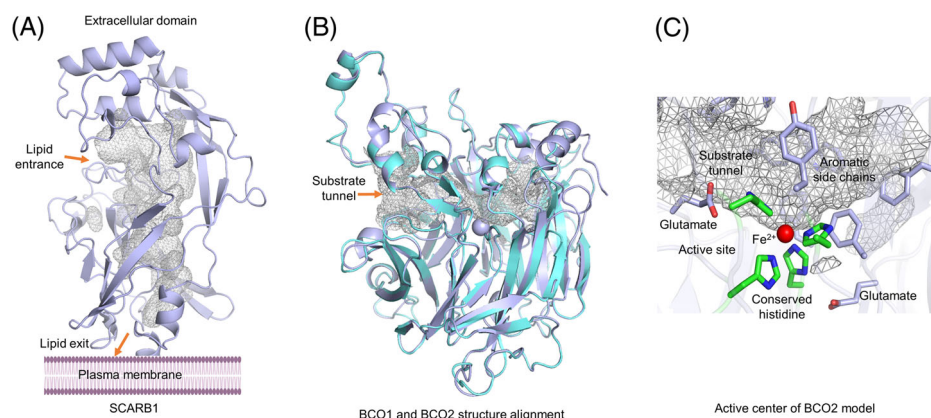 (A)
Extracellular domain
Lipid
entrance
Lipid exit
Plasma membrane
SCARB1
(B)
Substrate
tunnel
BCO1 and BCO2 structure alignment
(C)
Substrate
tunnel
Aromatic
side chains
Glutamate
Active site
Fe²⁺
Conserved
histidine
Glutamate
Active center of BCO2 model